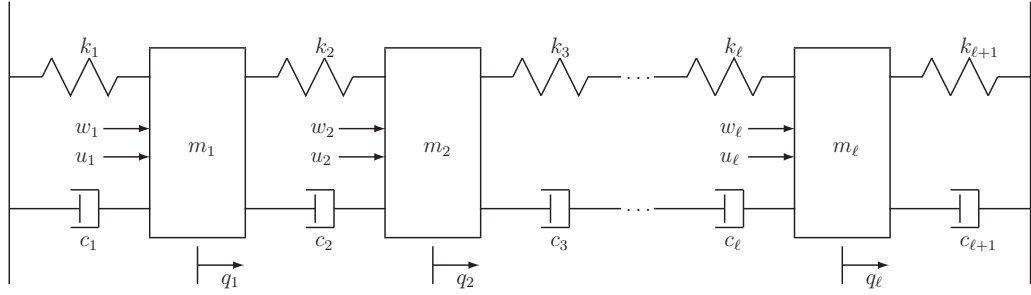 k₁ k₂ k₃ kₗ kₗ₊₁
w₁ w₂ wₗ
m₁ m₂ … mₗ
u₁ u₂ uₗ
c₁ c₂ c₃ cₗ cₗ₊₁
q₁ q₂ qₗ